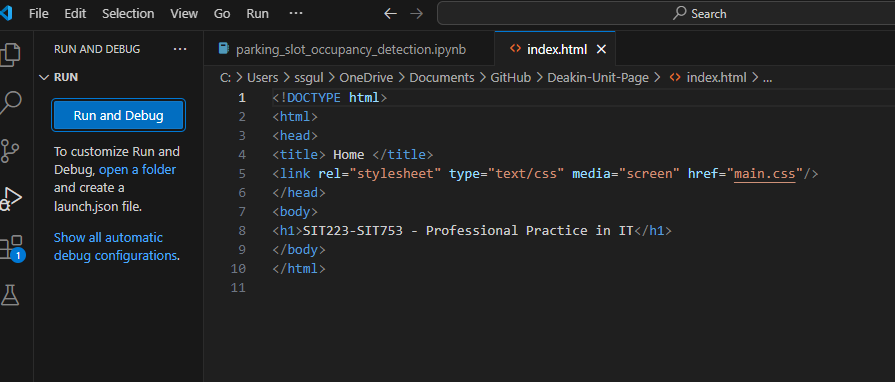 File Edit Selection View Go Run ··· Search
RUN AND DEBUG ···
RUN
Run and Debug
To customize Run and
Debug, open a folder
and create a
launch.json file.
Show all automatic
debug configurations.
1
parking_slot_occupancy_detection.ipynb
index.html
C: > Users > ssgul > OneDrive > Documents > GitHub > Deakin-Unit-Page > <> index.html > ...
1 <!DOCTYPE html>
2 <html>
3 <head>
4 <title> Home </title>
5 <link rel="stylesheet" type="text/css" media="screen" href="main.css"/>
6 </head>
7 <body>
8 <h1>SIT223-SIT753 - Professional Practice in IT</h1>
9 </body>
10 </html>
11